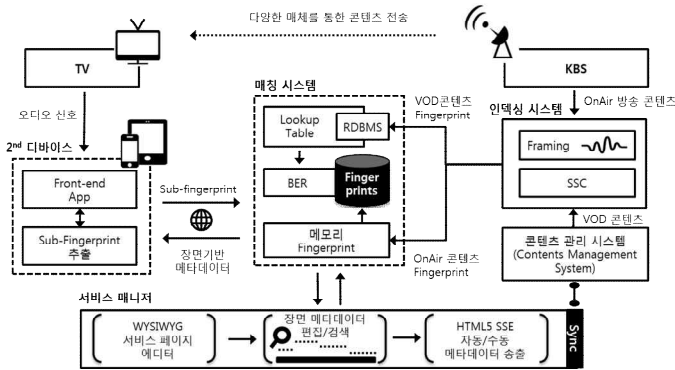 다양한 매체를 통한 콘텐츠 전송
TV
KBS
오디오 신호
매칭 시스템
VOD콘텐츠
Fingerprint
인덱싱 시스템
OnAir 방송 콘텐츠
2nd 디바이스
Front-end
App
Sub-Fingerprint
추출
Sub-fingerprint
장면기반
메타데이터
Lookup
Table
RDBMS
BER
Finger
prints
메모리
Fingerprint
OnAir 콘텐츠
Fingerprint
Framing
SSC
VOD 콘텐츠
콘텐츠 관리 시스템
(Contents Management
System)
서비스 매니저
WYSIWYG
서비스 페이지
에디터
장면 메디데이터
편집/검색
HTML5 SSE
자동/수동
메타데이터 송출
Sync